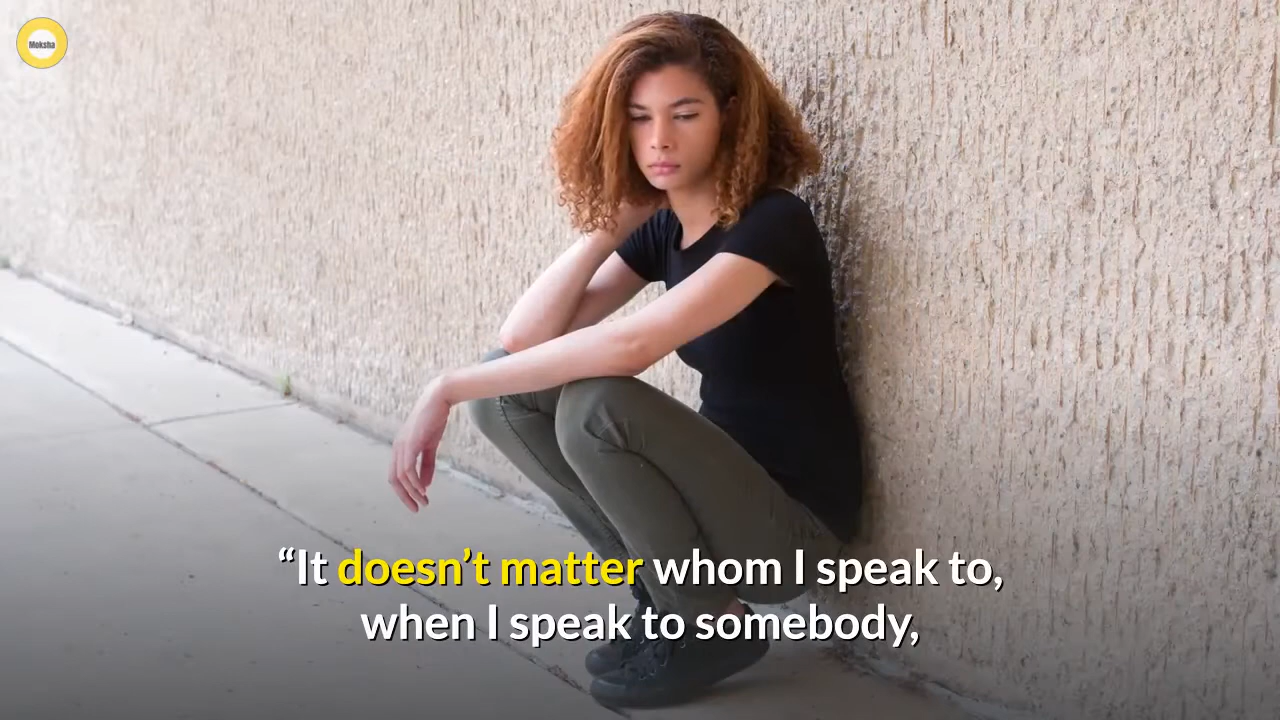 Moksha
“It doesn’t matter whom I speak to,
when I speak to somebody,